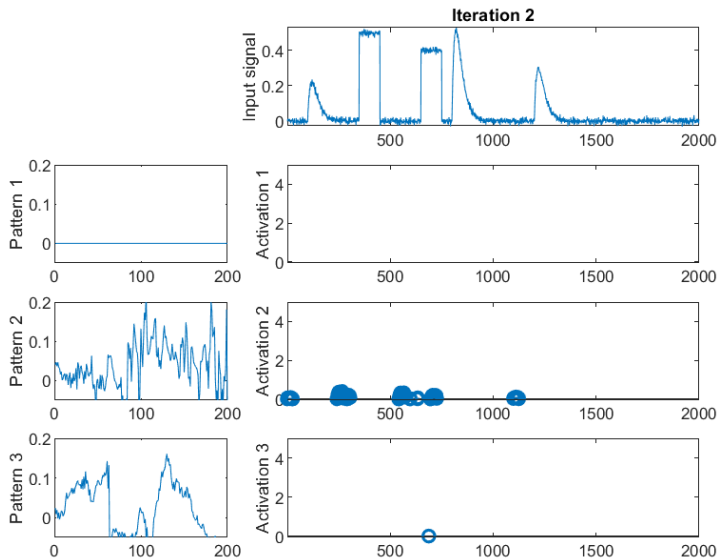 Iteration 2
Input signal
0.4
0.2
0
500 1000 1500 2000
Pattern 1
0.2
0.1
0
0 100 200
Activation 1
4
2
0
500 1000 1500 2000
Pattern 2
0.2
0.1
0
0 100 200
Activation 2
4
2
0
500 1000 1500 2000
Pattern 3
0.2
0.1
0
0 100 200
Activation 3
4
2
0
500 1000 1500 2000